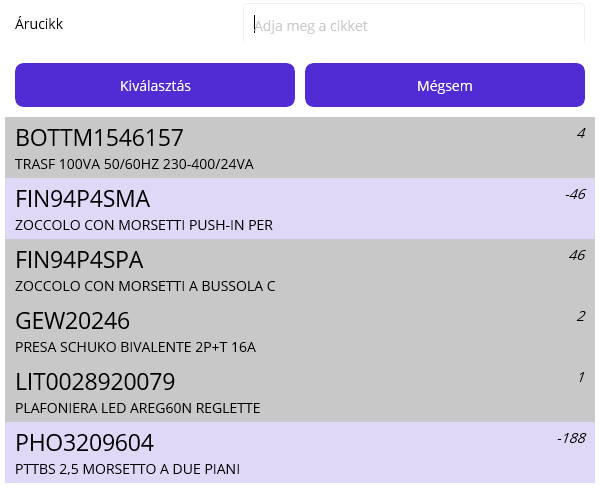 Árucikk
Adja meg a cikket
Kiválasztás
Mégsem
BOTTM1546157
4
TRASF 100VA 50/60HZ 230-400/24VA
FIN94P4SMA
-46
ZOCCOLO CON MORSETTI PUSH-IN PER
FIN94P4SPA
46
ZOCCOLO CON MORSETTI A BUSSOLA C
GEW20246
2
PRESA SCHUKO BIVALENTE 2P+T 16A
LIT0028920079
1
PLAFONIERA LED AREG60N REGLETTE
PHO3209604
-188
PTTBS 2,5 MORSETTO A DUE PIANI